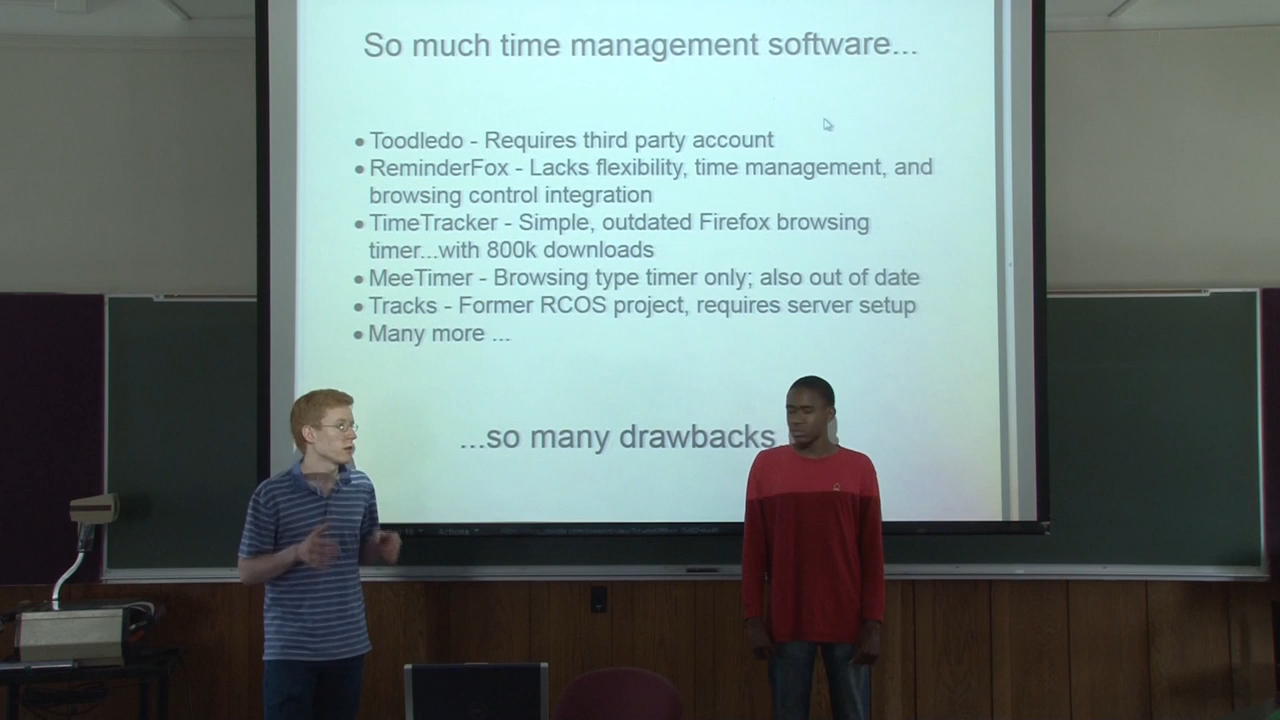 So much time management software...
• Toodledo - Requires third party account
• ReminderFox - Lacks flexibility, time management, and
browsing control integration
• TimeTracker - Simple, outdated Firefox browsing
timer...with 800k downloads
• MeeTimer - Browsing type timer only; also out of date
• Tracks - Former RCOS project, requires server setup
• Many more ...
...so many drawbacks
Actions